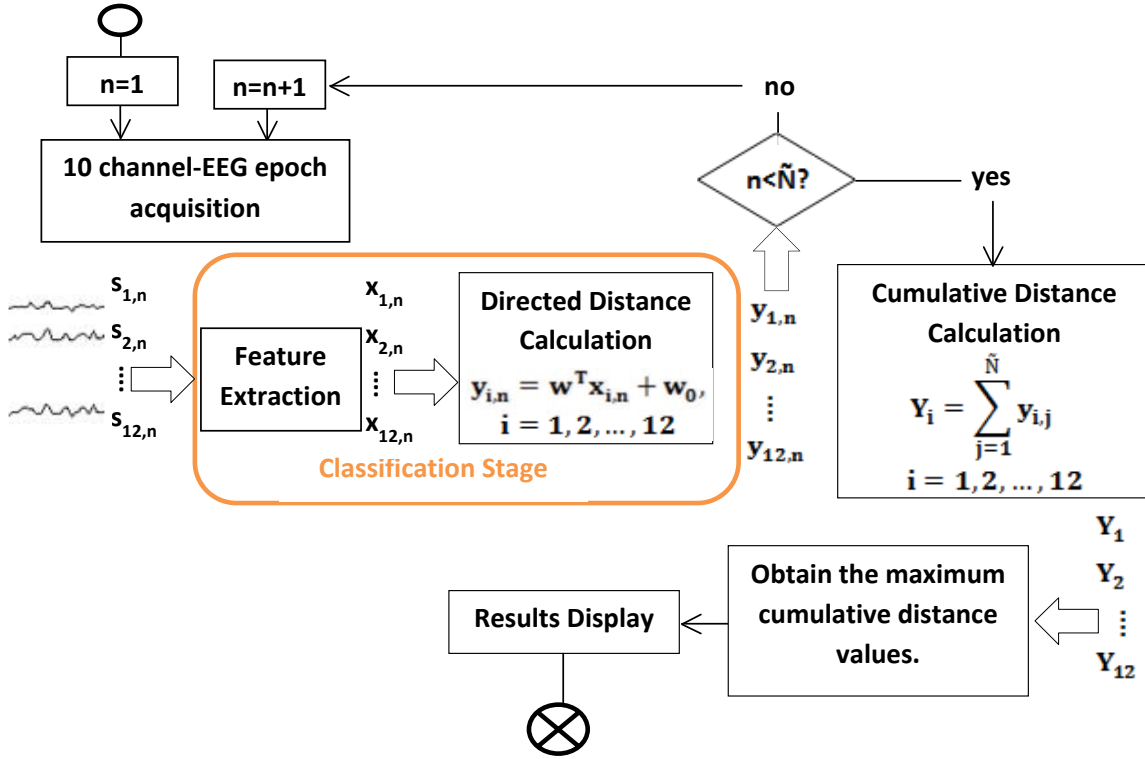 n=1
n=n+1
no
10 channel-EEG epoch
acquisition
n<Ñ?
yes
s1,n
s2,n
⋮
s12,n
Feature
Extraction
x1,n
x2,n
⋮
x12,n
Directed Distance
Calculation
yi,n = wTxi,n + w0,
i = 1, 2, ..., 12
Classification Stage
y1,n
y2,n
⋮
y12,n
Cumulative Distance
Calculation
Ñ
Yi = ∑ yi,j
j=1
i = 1, 2, ..., 12
Y1
Y2
⋮
Y12
Obtain the maximum
cumulative distance
values.
Results Display